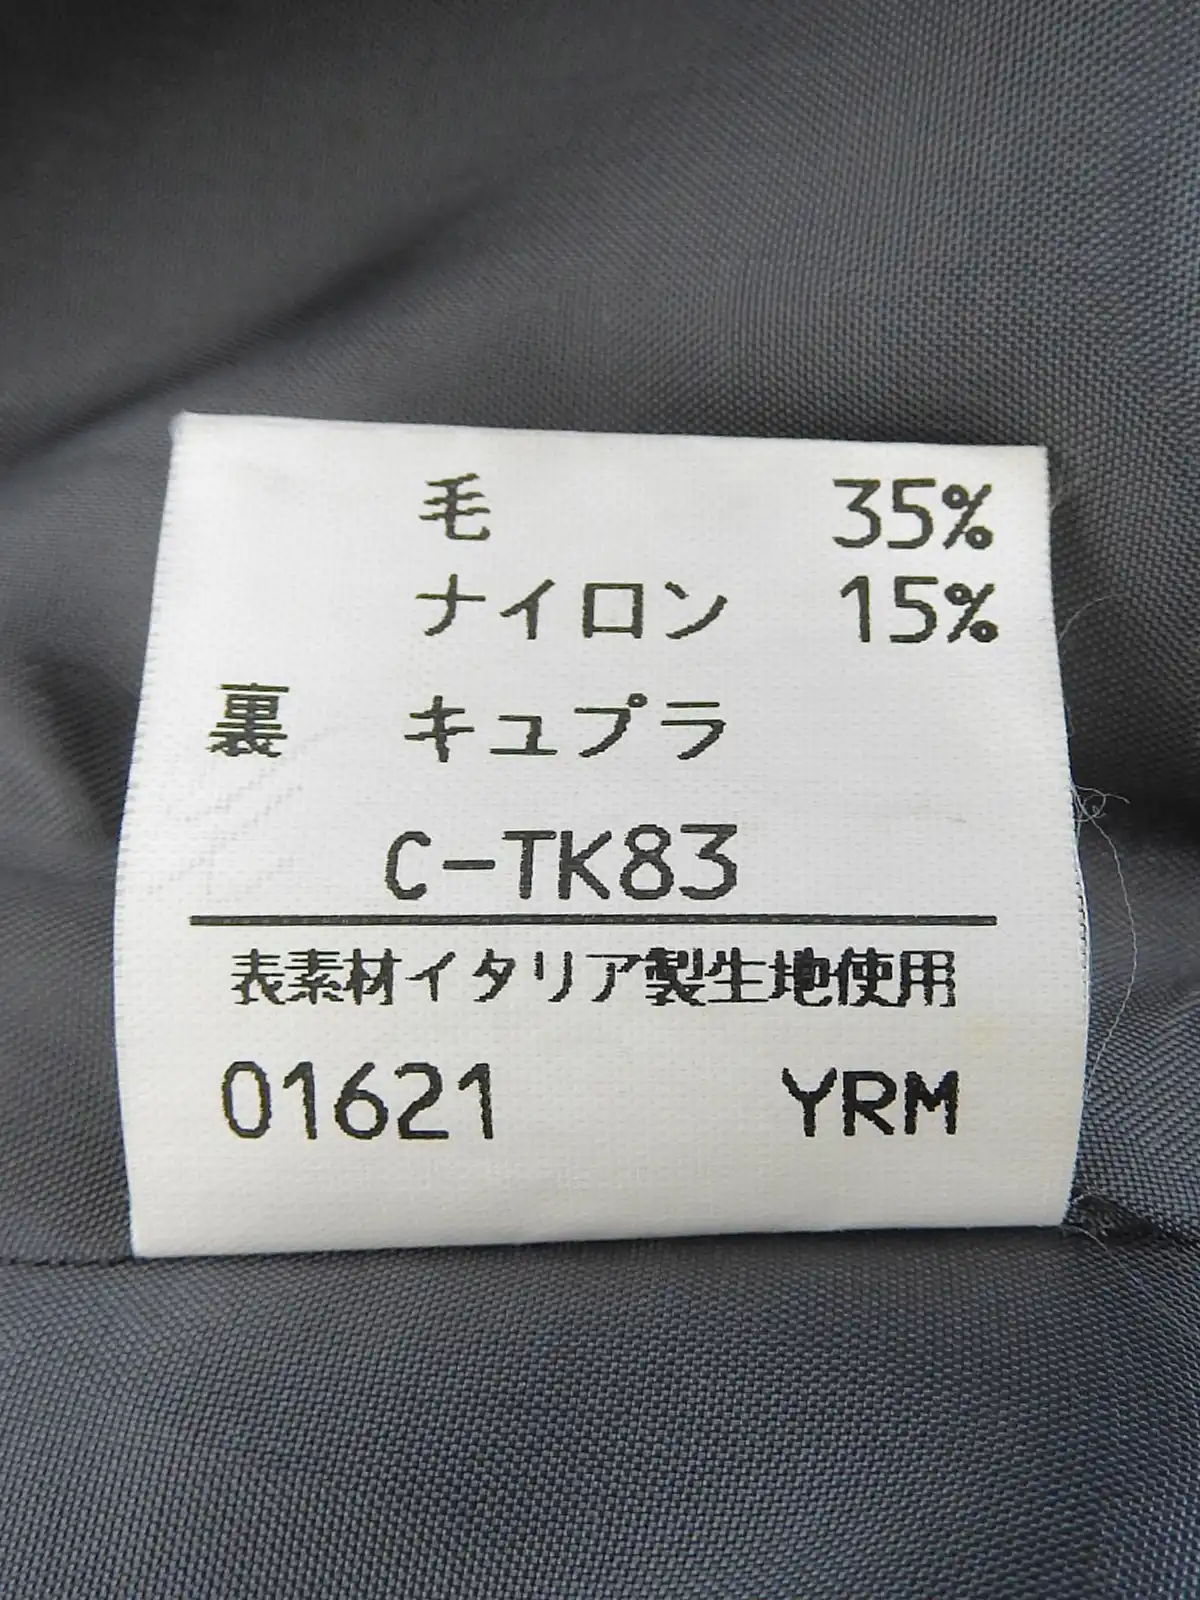 毛 35%
ナイロン 15%
裏 キュプラ
C-TK83
表素材イタリア製生地使用
01621 YRM